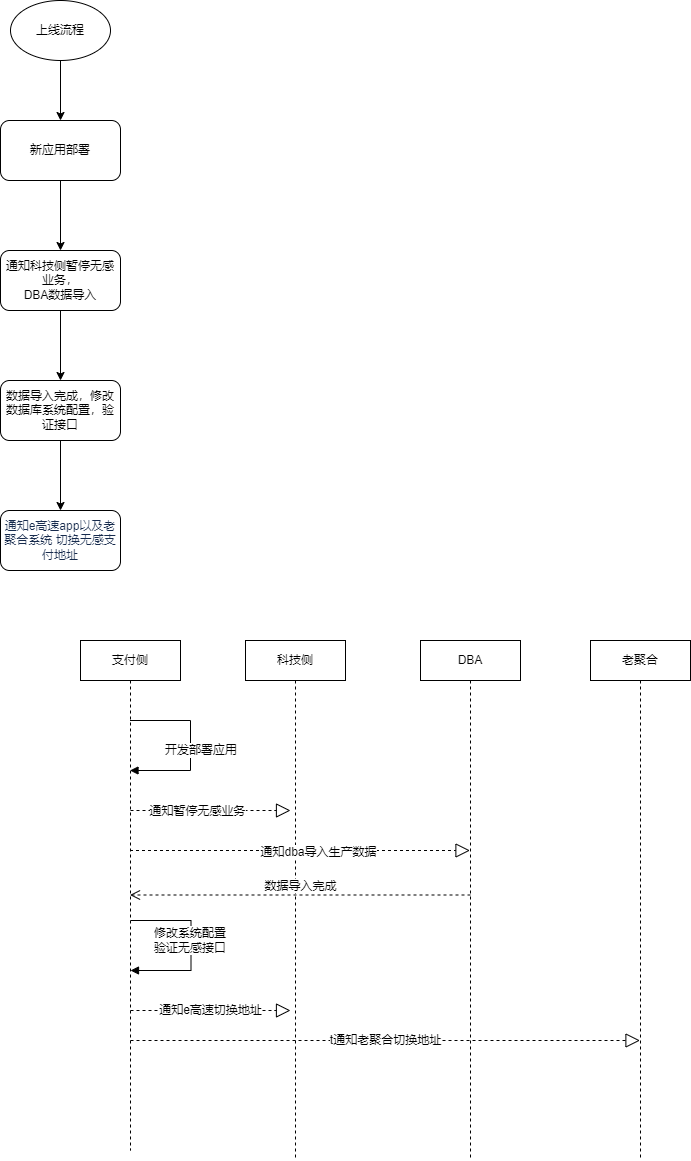 上线流程
新应用部署
通知科技侧暂停无感
业务，
DBA数据导入
数据导入完成，修改
数据库系统配置，验
证接口
通知e高速app以及老
聚合系统 切换无感支
付地址
支付侧
科技侧
DBA
老聚合
开发部署应用
通知暂停无感业务
通知dba导入生产数据
数据导入完成
修改系统配置
验证无感接口
通知e高速切换地址
t通知老聚合切换地址